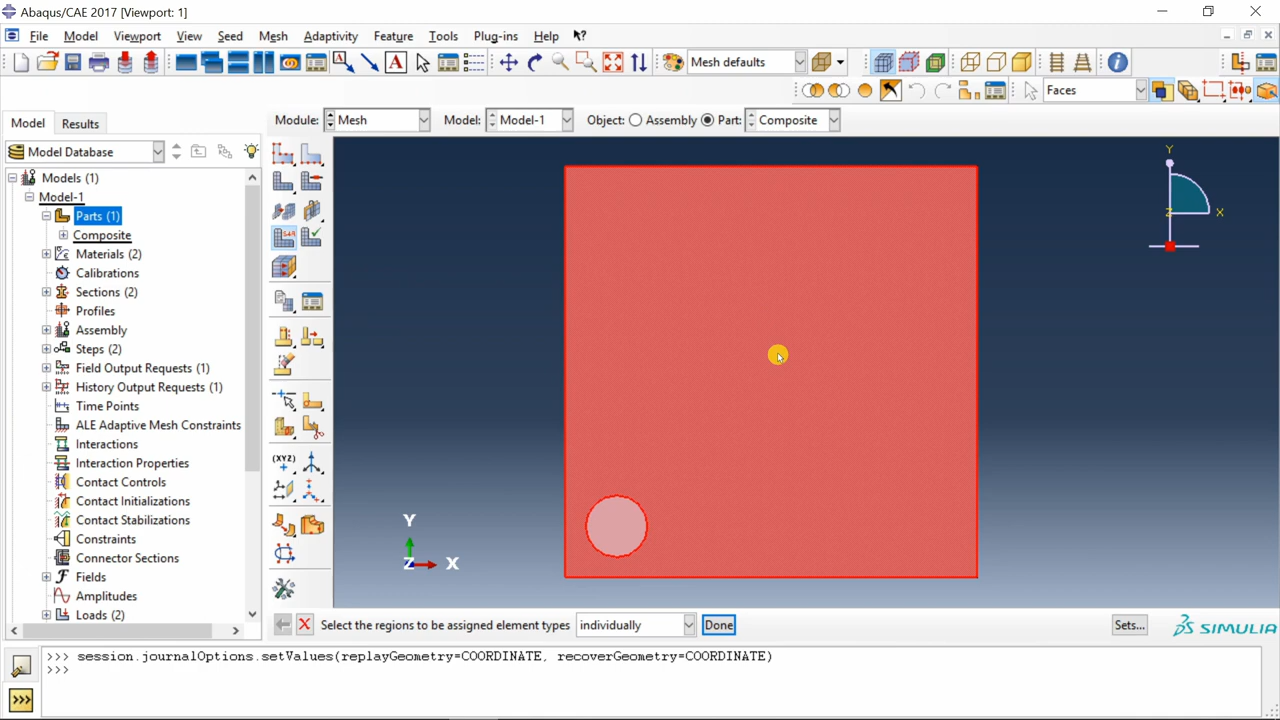 Abaqus/CAE 2017 [Viewport: 1]
File Model Viewport View Seed Mesh Adaptivity Feature Tools Plug-ins Help
Mesh defaults
Faces
Model Results
Module: Mesh Model: Model-1 Object: Assembly Part: Composite
Model Database
Models (1)
Model-1
Parts (1)
Composite
Materials (2)
Calibrations
Sections (2)
Profiles
Assembly
Steps (2)
Field Output Requests (1)
History Output Requests (1)
Time Points
ALE Adaptive Mesh Constraints
Interactions
Interaction Properties
Contact Controls
Contact Initializations
Contact Stabilizations
Constraints
Connector Sections
Fields
Amplitudes
Loads (2)
(XYZ)
Y
Z X
Y
Z X
Select the regions to be assigned element types individually Done Sets... SIMULIA
>>> session.journalOptions.setValues(replayGeometry=COORDINATE, recoverGeometry=COORDINATE)
>>>
>>>